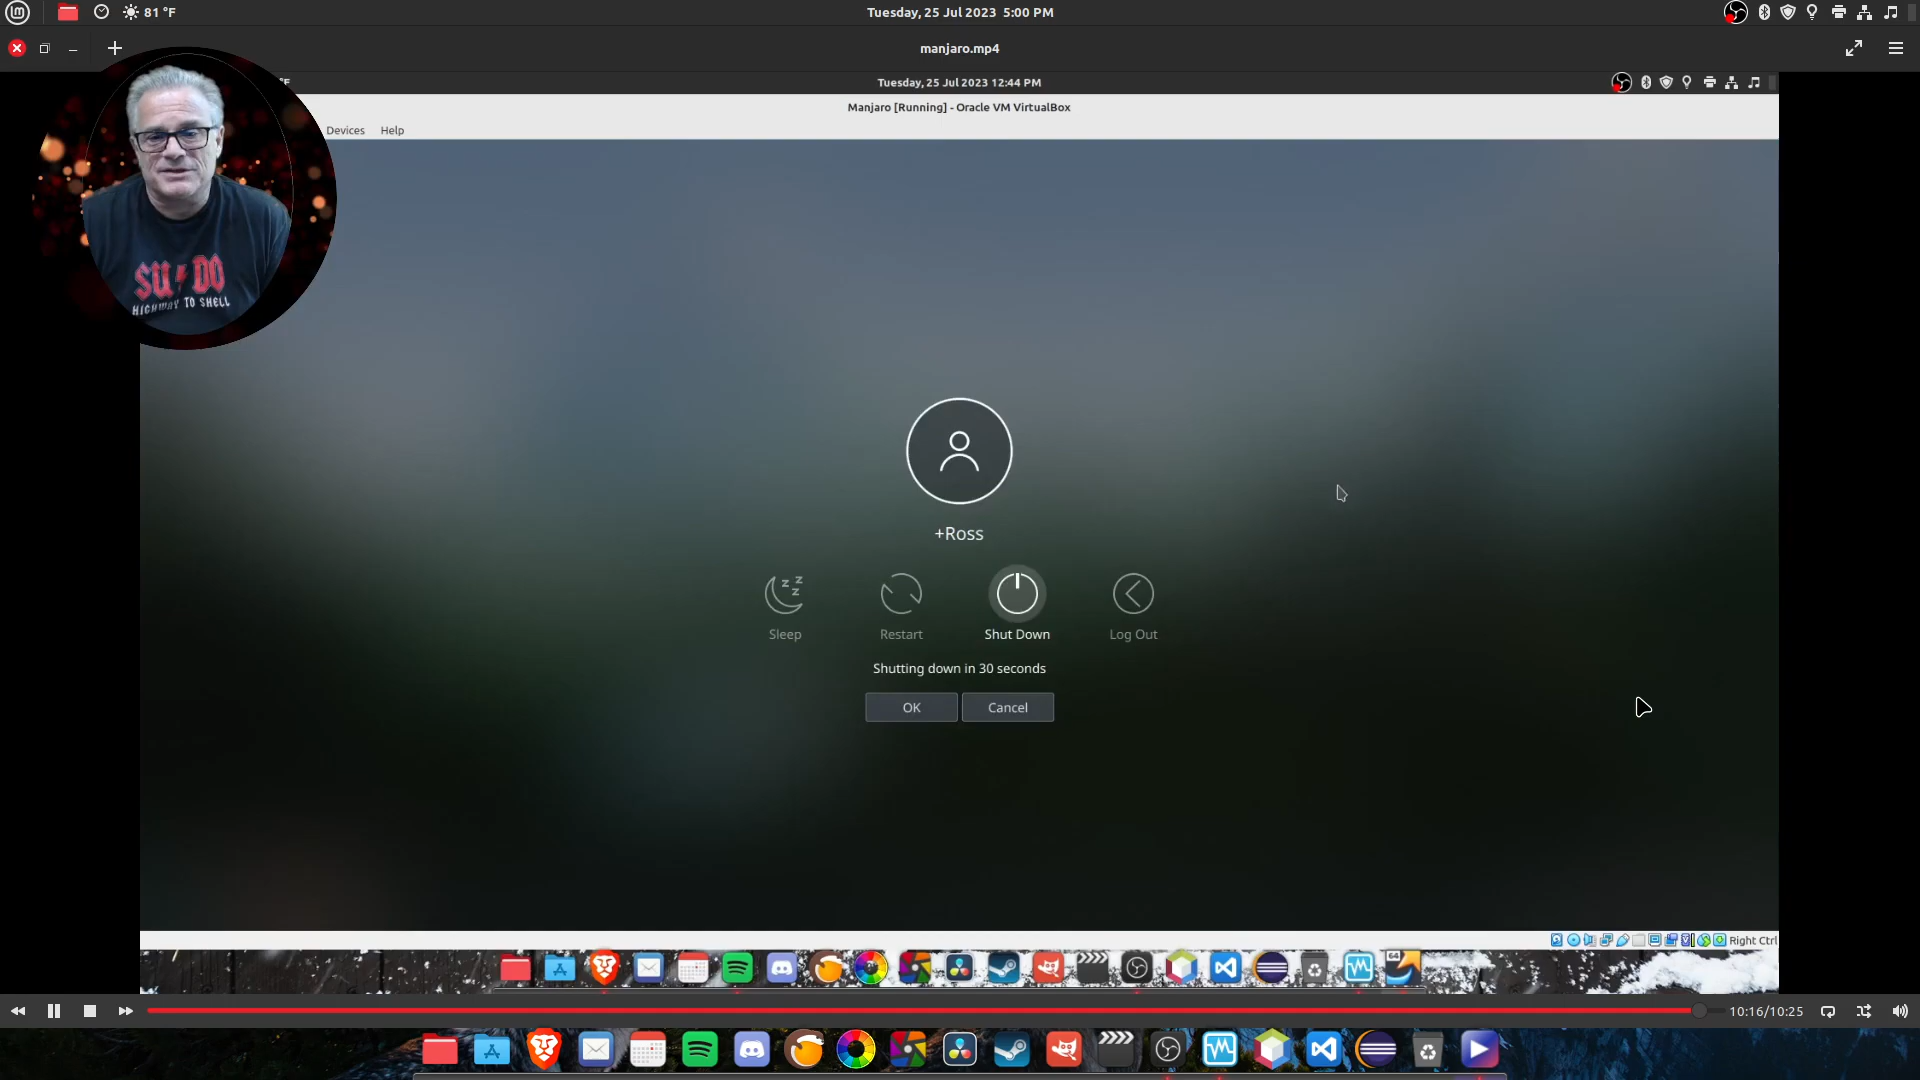 81 °F
Tuesday, 25 Jul 2023 5:00 PM
manjaro.mp4
°F
Tuesday, 25 Jul 2023 12:44 PM
Manjaro [Running] - Oracle VM VirtualBox
Devices
Help
SU DO
HIGHWAY TO SHELL
+Ross
Sleep
Restart
Shut Down
Log Out
Shutting down in 30 seconds
OK
Cancel
Right Ctrl
64
10:16/10:25